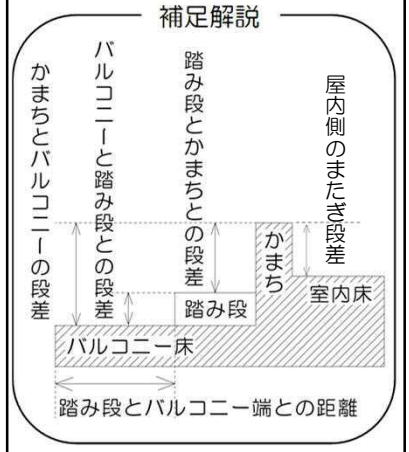 補足解説
かまちとバルコニーの段差
バルコニーと踏み段との段差
踏み段とかまちとの段差
屋内側のまたぎ段差
かまち
踏み段
室内床
バルコニー床
踏み段とバルコニー端との距離